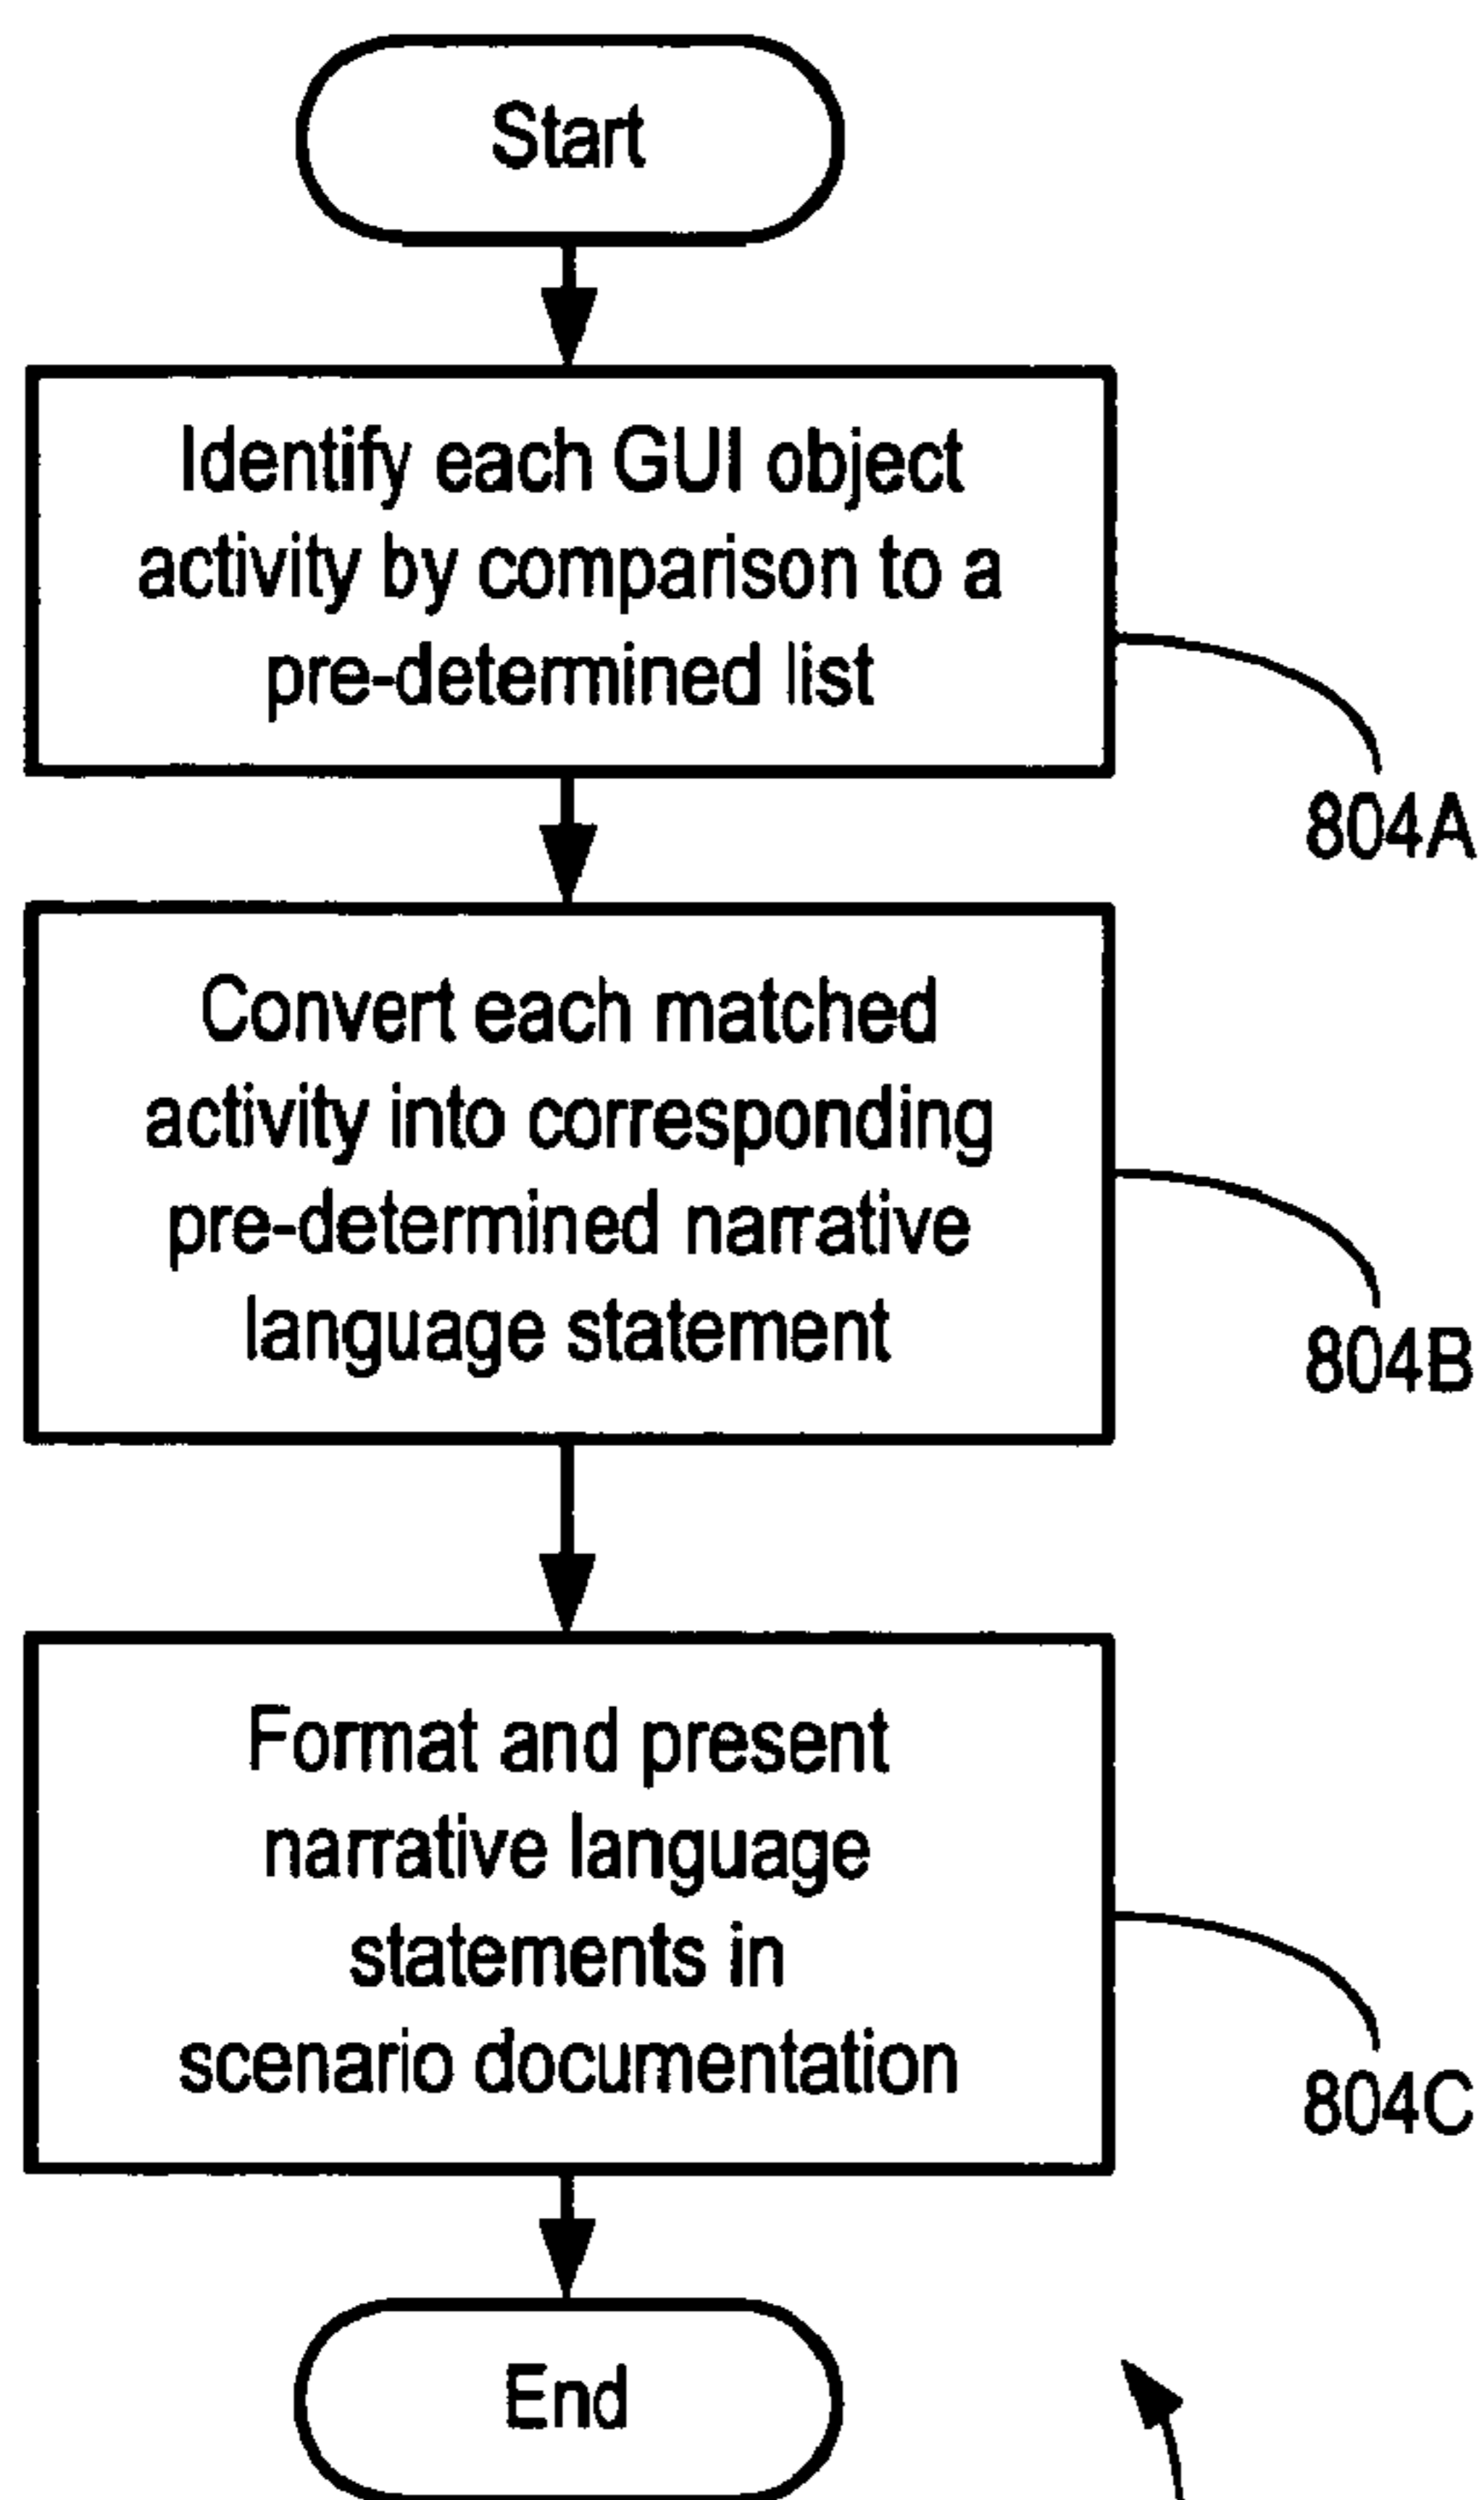 Start
Identify each GUI object
activity by comparison to a
pre-determined list
804A
Convert each matched
activity into corresponding
pre-determined narrative
language statement
804B
Format and present
narrative language
statements in
scenario documentation
804C
End